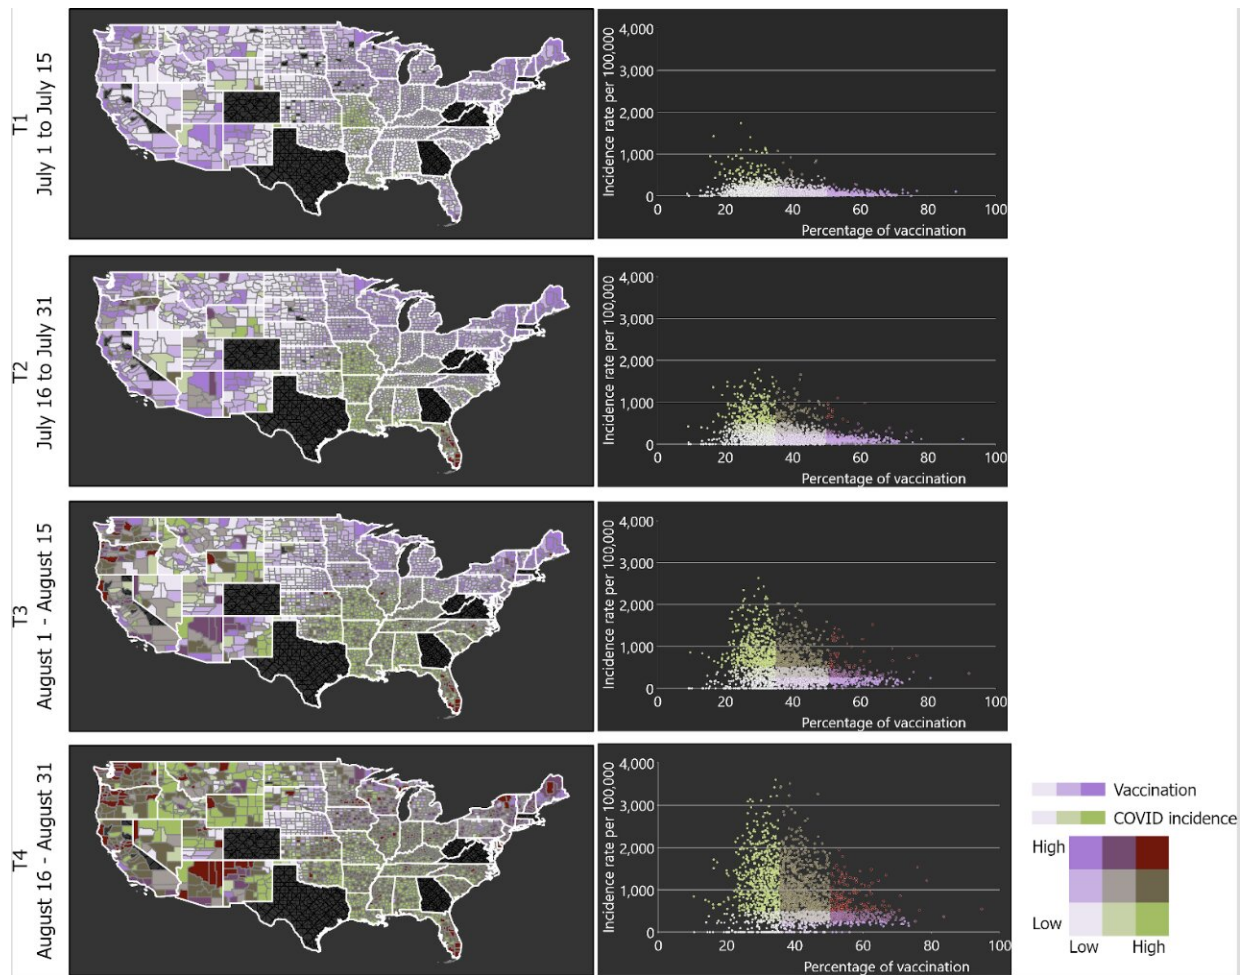 T1
July 1 to July 15
Incidence rate per 100,000
4,000
3,000
2,000
1,000
0
0 20 40 60 80 100
Percentage of vaccination
T2
July 16 to July 31
Incidence rate per 100,000
4,000
3,000
2,000
1,000
0
0 20 40 60 80 100
Percentage of vaccination
T3
August 1 - August 15
Incidence rate per 100,000
4,000
3,000
2,000
1,000
0
0 20 40 60 80 100
Percentage of vaccination
T4
August 16 - August 31
Incidence rate per 100,000
4,000
3,000
2,000
1,000
0
0 20 40 60 80 100
Percentage of vaccination
Vaccination
COVID incidence
High
Low
Low High